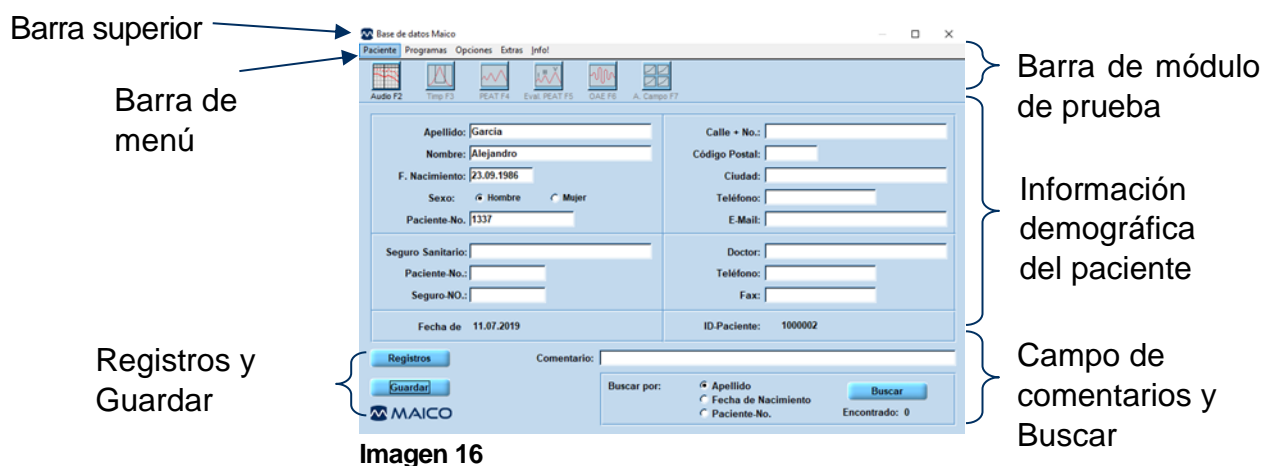 Barra superior
Barra de
menú
Base de datos Maico
Paciente Programas Opciones Extras Info!
Audio F2 Timp F3 PEAT F4 Eval. PEAT F5 OAE F6 A. Campo F7
Barra de módulo
de prueba
Apellido: Garcia
Nombre: Alejandro
F. Nacimiento: 23.09.1986
Sexo: Hombre Mujer
Paciente-No. 1337
Calle + No.:
Código Postal:
Ciudad:
Teléfono:
E-Mail:
Seguro Sanitario:
Paciente-No.:
Seguro-NO.:
Doctor:
Teléfono:
Fax:
Fecha de 11.07.2019
ID-Paciente: 1000002
Información
demográfica
del paciente
Registros y
Guardar
Registros
Guardar
MAICO
Comentario:
Buscar por: Apellido
Fecha de Nacimiento
Paciente-No.
Buscar
Encontrado: 0
Campo de
comentarios y
Buscar
Imagen 16